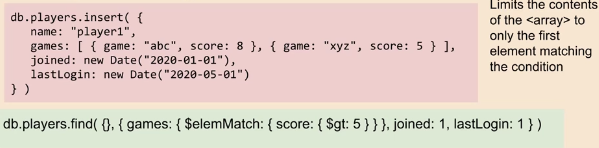 db.players.insert( {
name: "player1",
games: [ { game: "abc", score: 8 }, { game: "xyz", score: 5 } ],
joined: new Date("2020-01-01"),
lastLogin: new Date("2020-05-01")
} )
Limits the contents
of the <array> to
only the first
element matching
the condition
db.players.find( {}, { games: { $elemMatch: { score: { $gt: 5 } } }, joined: 1, lastLogin: 1 } )